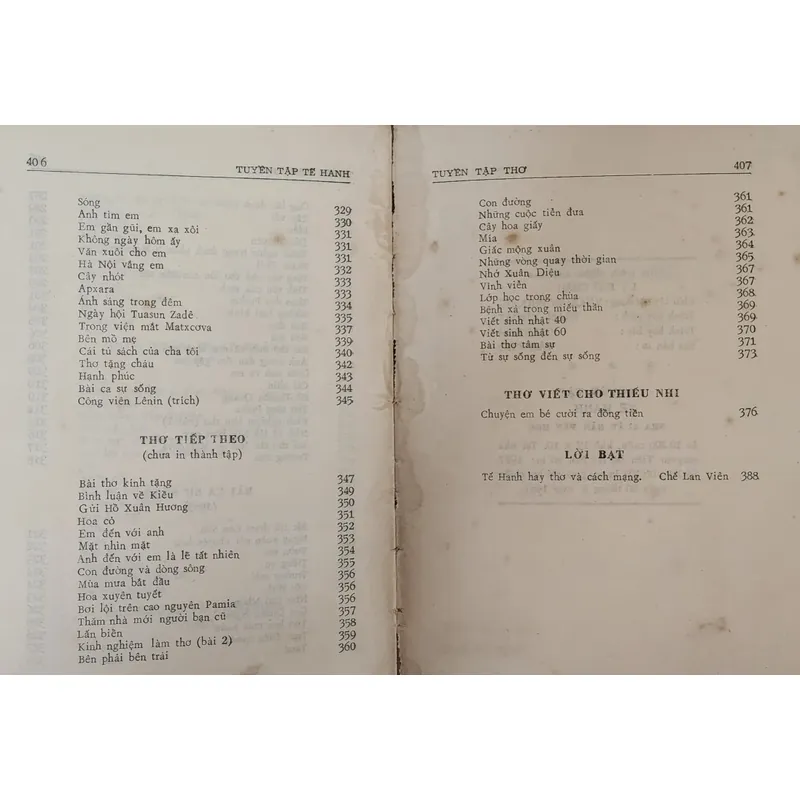 406
TUYỂN TẬP TẾ HANH
Sóng 329
Anh tìm em 330
Em gần gũi, em xa xôi 331
Không ngày hôm ấy 331
Văn xuôi cho em 331
Hà Nội vắng em 332
Cây nhót 333
Apxara 333
Ánh sáng trong đêm 334
Ngày hội Tuasun Zadê 335
Trong viện mắt Matxcơva 337
Bên mồ mẹ 339
Cái tủ sách của cha tôi 340
Thơ tặng cháu 342
Hạnh phúc 343
Bài ca sự sống 344
Công viên Lênin (trích) 345
THƠ TIẾP THEO
(chưa in thành tập)
Bài thơ kính tặng 347
Bình luận về Kiều 349
Gửi Hồ Xuân Hương 350
Hoa cỏ 351
Em đến với anh 352
Mặt nhìn mặt 353
Anh đến với em là lẽ tất nhiên 354
Con đường và dòng sông 355
Mùa mưa bắt đầu 356
Hoa xuyên tuyết 356
Bơi lội trên cao nguyên Pamia 356
Thăm nhà mới người bạn cũ 357
Lấn biển 358
Kinh nghiệm làm thơ (bài 2) 359
Bên phải bên trái 360
TUYỂN TẬP THƠ
407
Con đường 361
Những cuộc tiễn đưa 361
Cây hoa giấy 362
Mía 363
Giấc mộng xuân 364
Những vòng quay thời gian 365
Nhớ Xuân Diệu 367
Vĩnh viễn 367
Lớp học trong chùa 368
Bệnh xá trong miếu thần 369
Viết sinh nhật 40 369
Viết sinh nhật 60 370
Bài thơ tâm sự 371
Từ sự sống đến sự sống 373
THƠ VIẾT CHO THIẾU NHI
Chuyện em bé cười ra đồng tiền 376
LỜI BẠT
Tế Hanh hay thơ và cách mạng. Chế Lan Viên 388